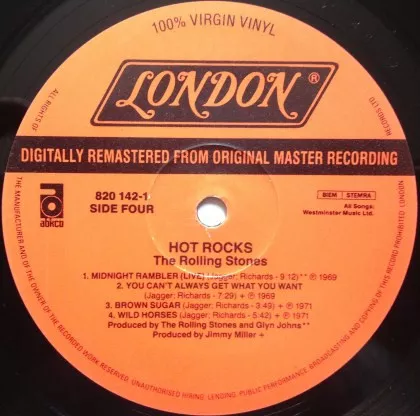 100% VIRGIN VINYL
LONDON®
ALL RIGHTS OF
RECORDS LTD
DIGITALLY REMASTERED FROM ORIGINAL MASTER RECORDING
820 142-1
SIDE FOUR
abkco
BIEM STEMRA
All Songs:
Westminster Music Ltd.
HOT ROCKS
The Rolling Stones
1. MIDNIGHT RAMBLER (LIVE) (Jagger; Richards - 9:12)** ℗ 1969
2. YOU CAN'T ALWAYS GET WHAT YOU WANT
(Jagger; Richards - 7:29) + ℗ 1969
3. BROWN SUGAR (Jagger; Richards - 3:49) + ℗ 1971
4. WILD HORSES (Jagger; Richards - 5:42) + ℗ 1971
Produced by The Rolling Stones and Glyn Johns**
Produced by Jimmy Miller +
THE MANUFACTURER AND OF THE OWNER OF THE RECORDED WORK RESERVED. UNAUTHORISED HIRING, LENDING, PUBLIC PERFORMANCE, BROADCASTING AND COPYING OF THIS RECORD PROHIBITED. LONDON